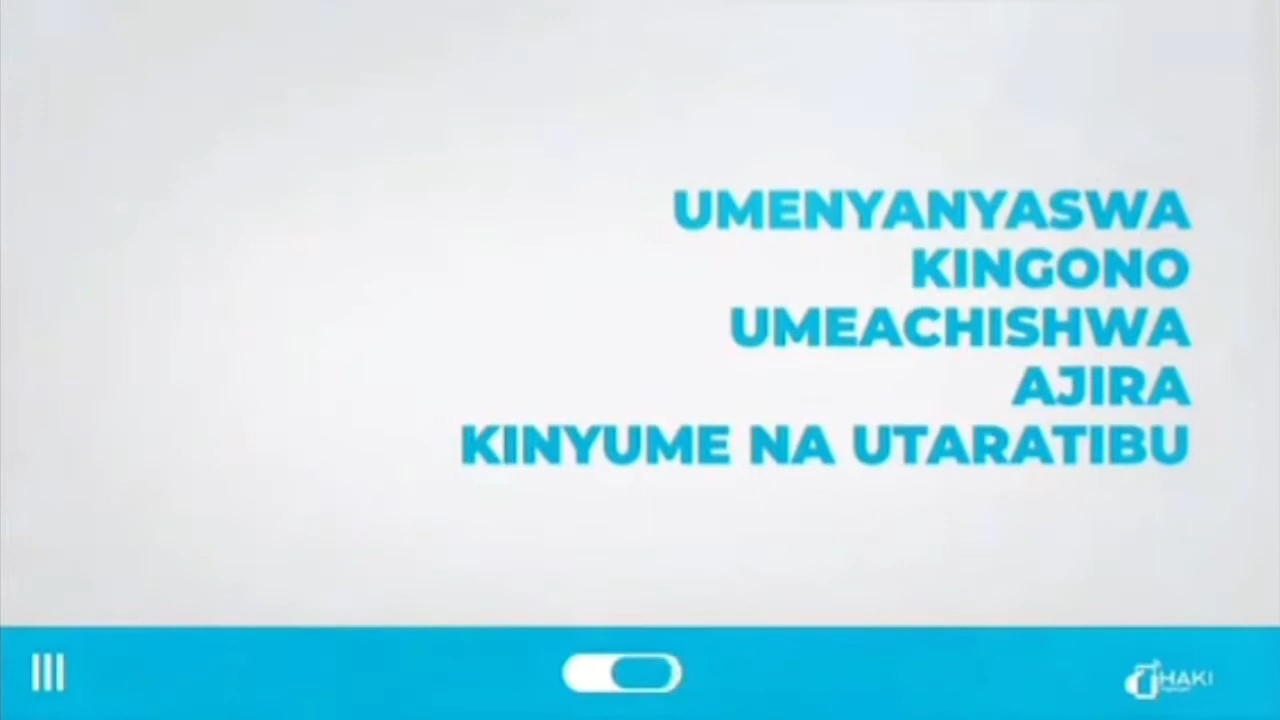 UMENYANYASWA
KINGONO
UMEACHISHWA
AJIRA
KINYUME NA UTARATIBU
HAKI